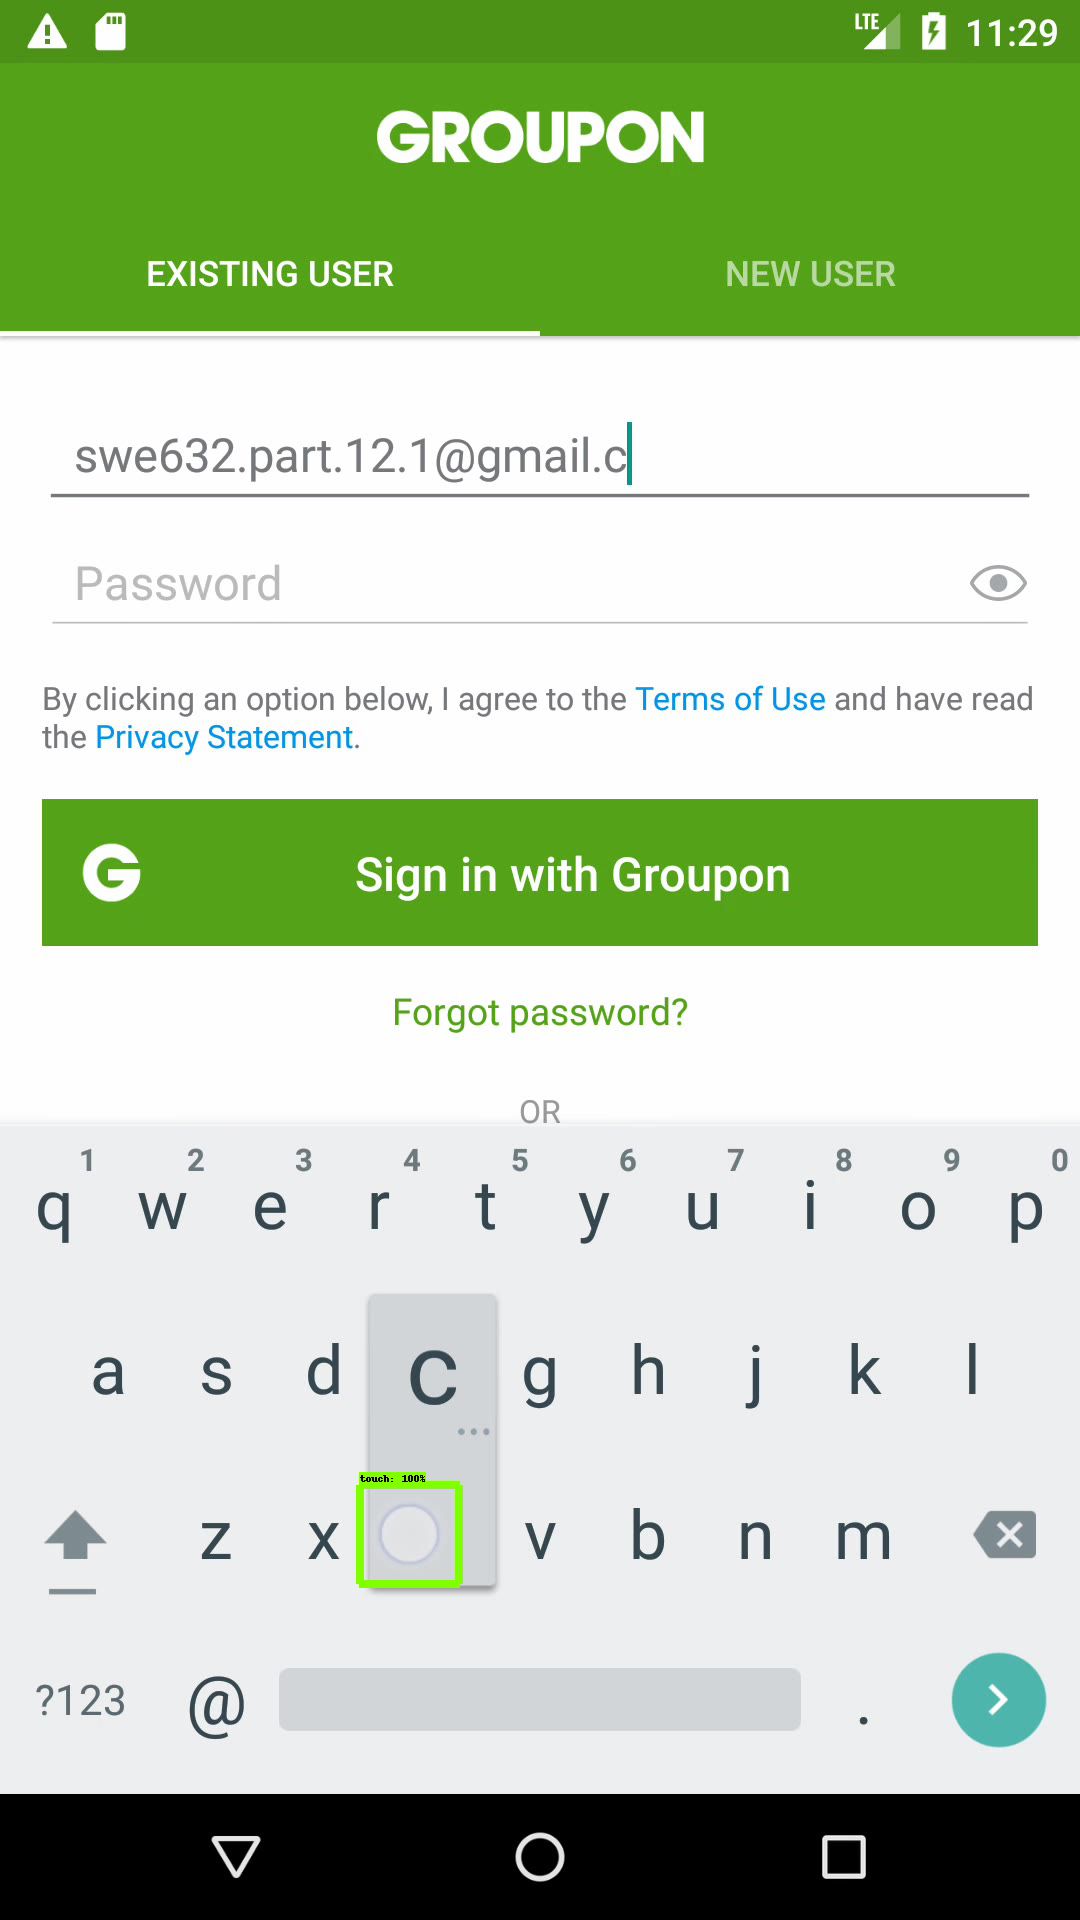 LTE 11:29
GROUPON
EXISTING USER NEW USER
swe632.part.12.1@gmail.c
Password
By clicking an option below, I agree to the Terms of Use and have read
the Privacy Statement.
G Sign in with Groupon
Forgot password?
OR
1 2 3 4 5 6 7 8 9 0
q w e r t y u i o p
a s d c g h j k l
...
touch: 100%
z x v b n m
?123 @ .